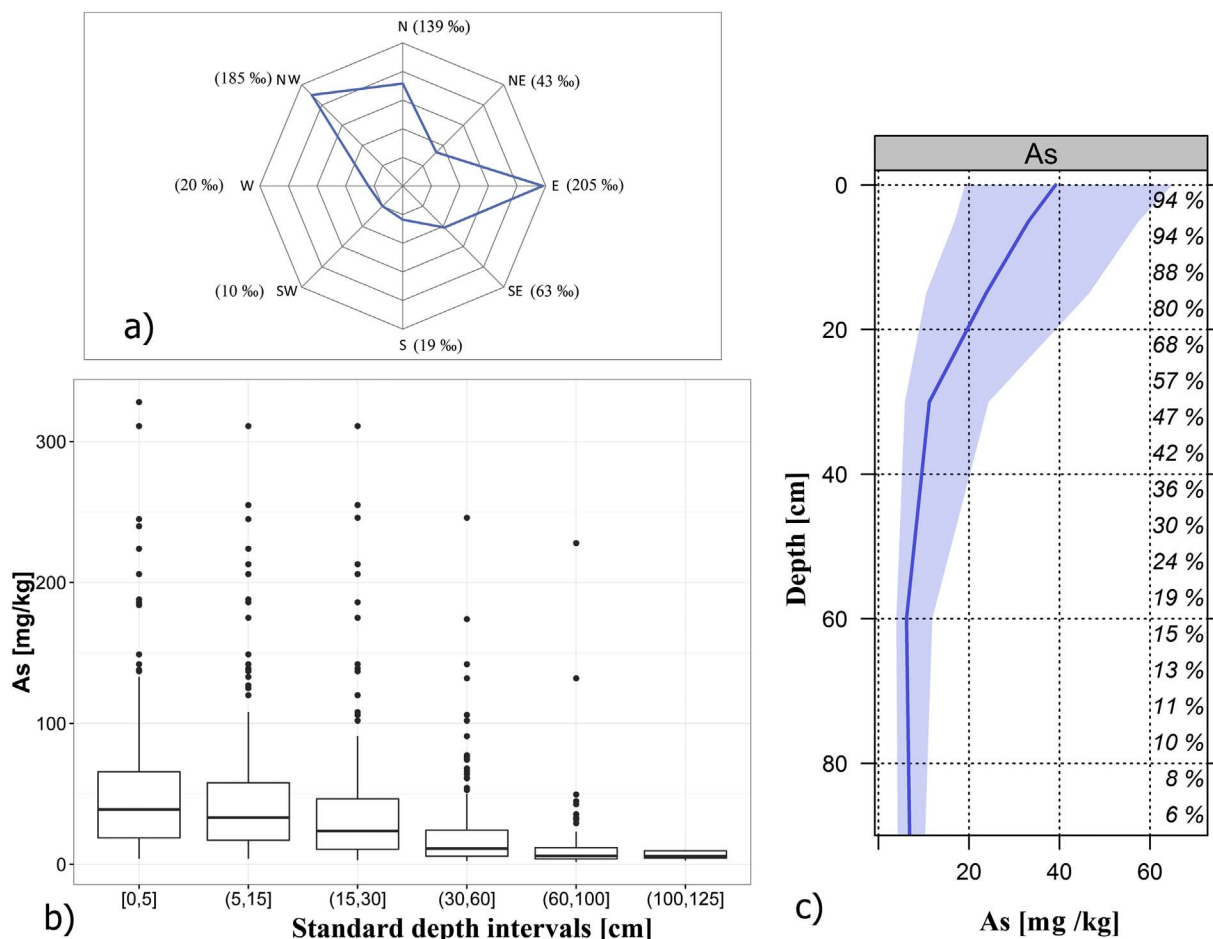 N (139 ‰)
(185 ‰) NW
NE (43 ‰)
(20 ‰) W
E (205 ‰)
(10 ‰) SW
SE (63 ‰)
S (19 ‰)
a)
As [mg/kg]
300
200
100
0
[0,5] (5,15] (15,30] (30,60] (60,100] (100,125]
Standard depth intervals [cm]
b)
As
Depth [cm]
0
20
40
60
80
94 %
94 %
88 %
80 %
68 %
57 %
47 %
42 %
36 %
30 %
24 %
19 %
15 %
13 %
11 %
10 %
8 %
6 %
20 40 60
As [mg /kg]
c)